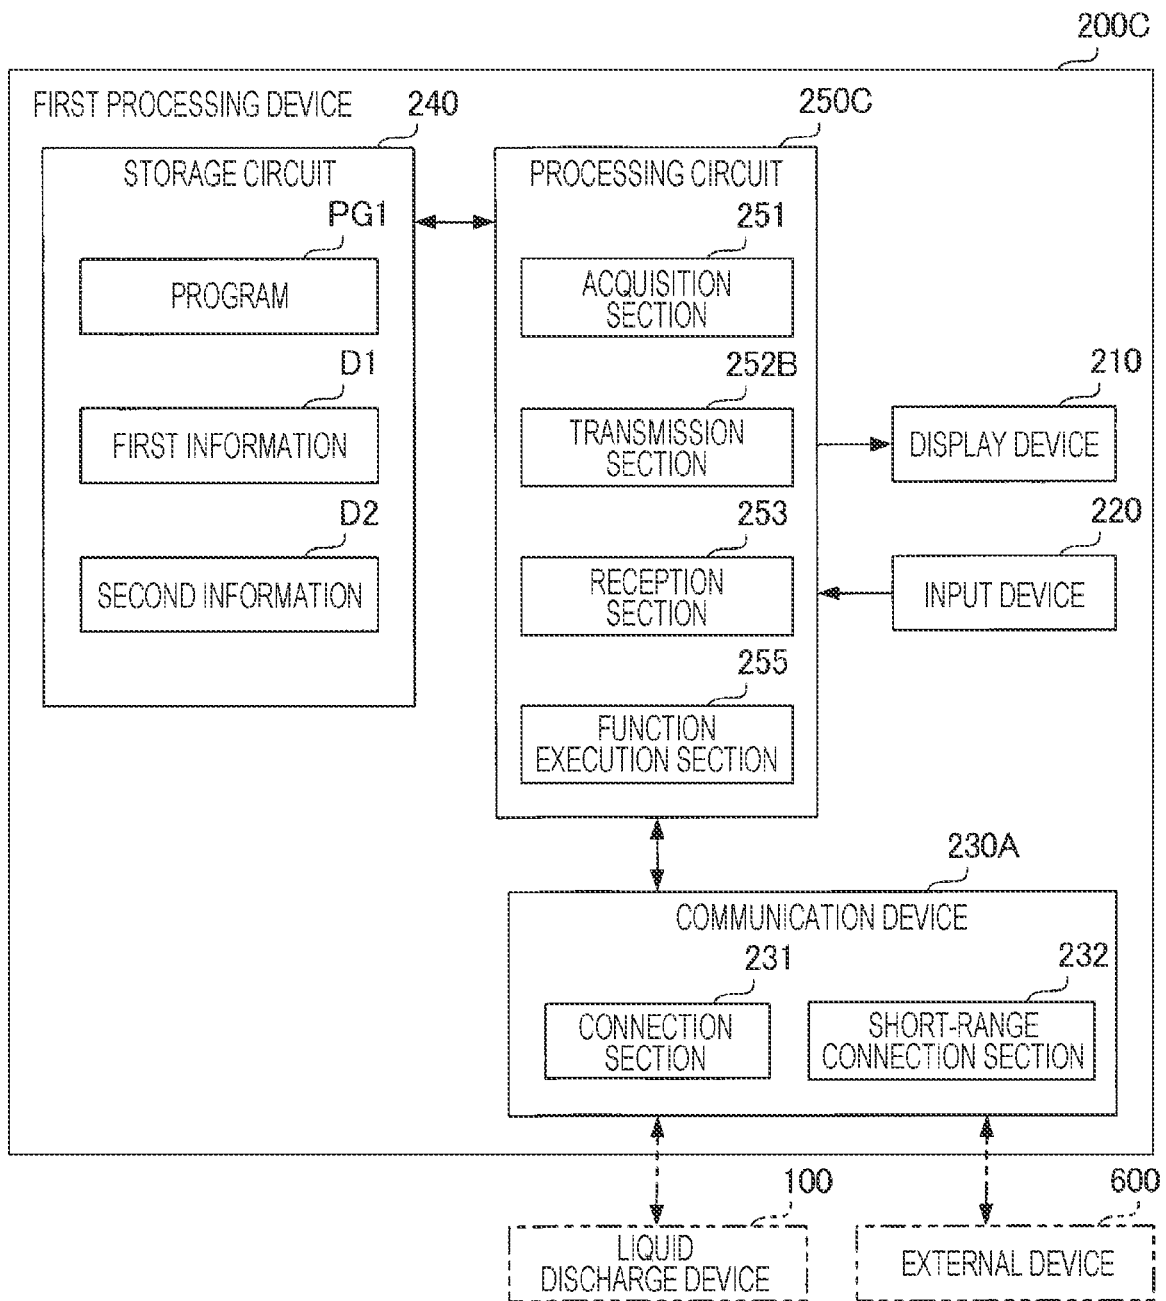 200C
FIRST PROCESSING DEVICE
240
250C
STORAGE CIRCUIT
PROCESSING CIRCUIT
PG1
251
PROGRAM
ACQUISITION
SECTION
D1
252B
210
FIRST INFORMATION
TRANSMISSION
SECTION
DISPLAY DEVICE
D2
253
220
SECOND INFORMATION
RECEPTION
SECTION
INPUT DEVICE
255
FUNCTION
EXECUTION SECTION
230A
COMMUNICATION DEVICE
231
232
CONNECTION
SECTION
SHORT-RANGE
CONNECTION SECTION
100
600
LIQUID
DISCHARGE DEVICE
EXTERNAL DEVICE